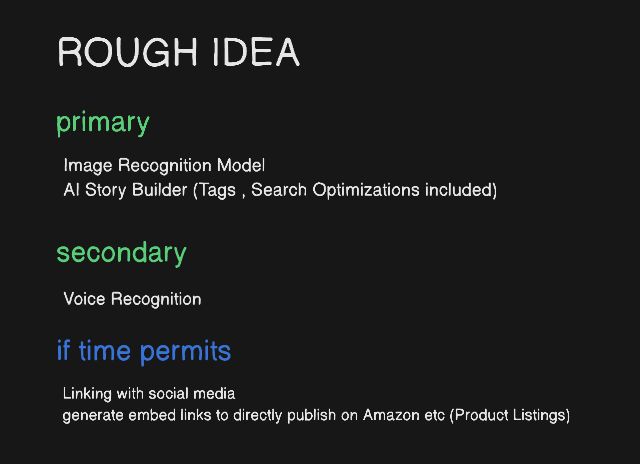 ROUGH IDEA
primary
Image Recognition Model
AI Story Builder (Tags , Search Optimizations included)
secondary
Voice Recognition
if time permits
Linking with social media
generate embed links to directly publish on Amazon etc (Product Listings)